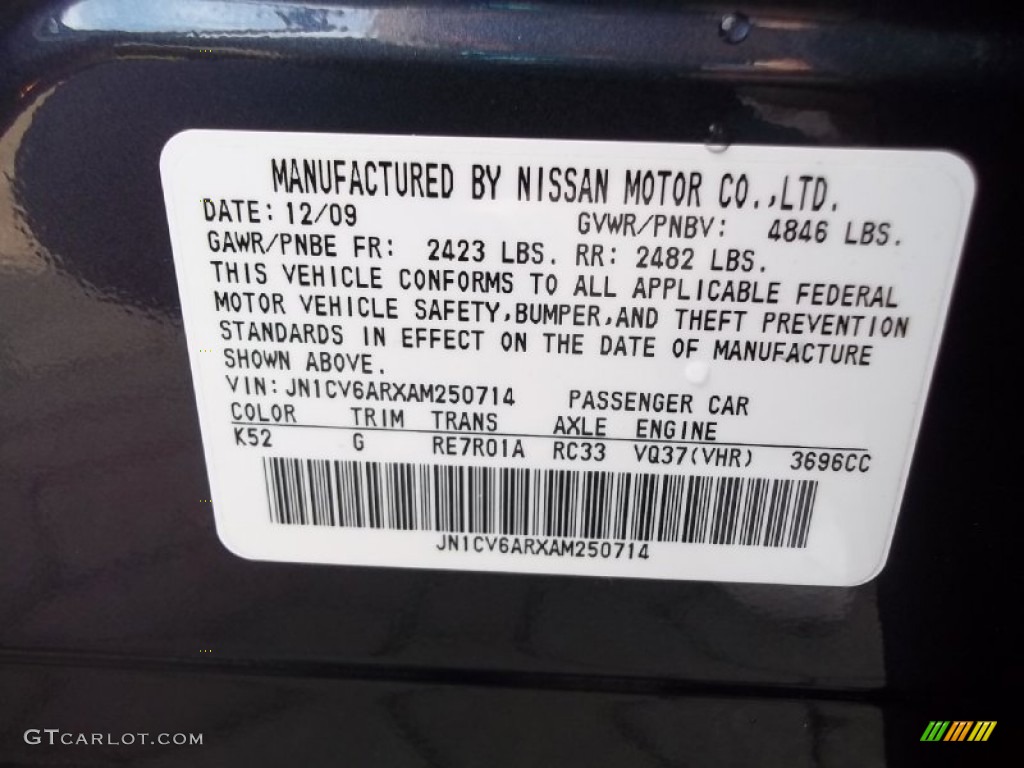 MANUFACTURED BY NISSAN MOTOR CO.,LTD.
DATE: 12/09 GVWR/PNBV: 4846 LBS.
GAWR/PNBE FR: 2423 LBS. RR: 2482 LBS.
THIS VEHICLE CONFORMS TO ALL APPLICABLE FEDERAL
MOTOR VEHICLE SAFETY,BUMPER,AND THEFT PREVENTION
STANDARDS IN EFFECT ON THE DATE OF MANUFACTURE
SHOWN ABOVE.
VIN: JN1CV6ARXAM250714 PASSENGER CAR
COLOR TRIM TRANS AXLE ENGINE
K52 G RE7R01A RC33 VQ37(VHR) 3696CC
JN1CV6ARXAM250714
GTCARLOT.COM